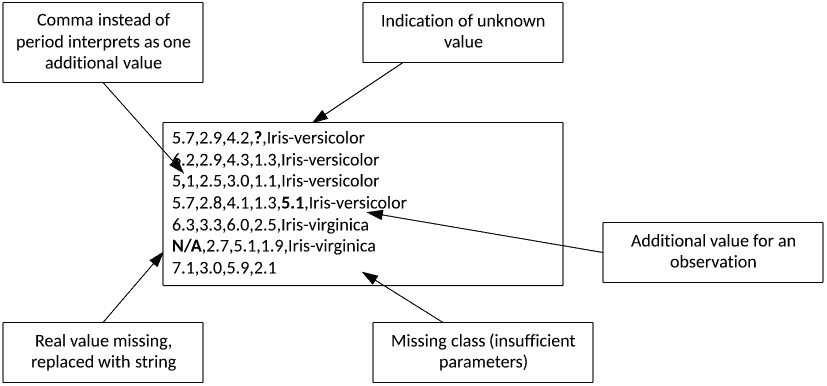 Comma instead of
period interprets as one
additional value
Indication of unknown
value
5.7,2.9,4.2,?,Iris-versicolor
6.2,2.9,4.3,1.3,Iris-versicolor
5,1,2.5,3.0,1.1,Iris-versicolor
5.7,2.8,4.1,1.3,5.1,Iris-versicolor
6.3,3.3,6.0,2.5,Iris-virginica
N/A,2.7,5.1,1.9,Iris-virginica
7.1,3.0,5.9,2.1
Additional value for an
observation
Real value missing,
replaced with string
Missing class (insufficient
parameters)